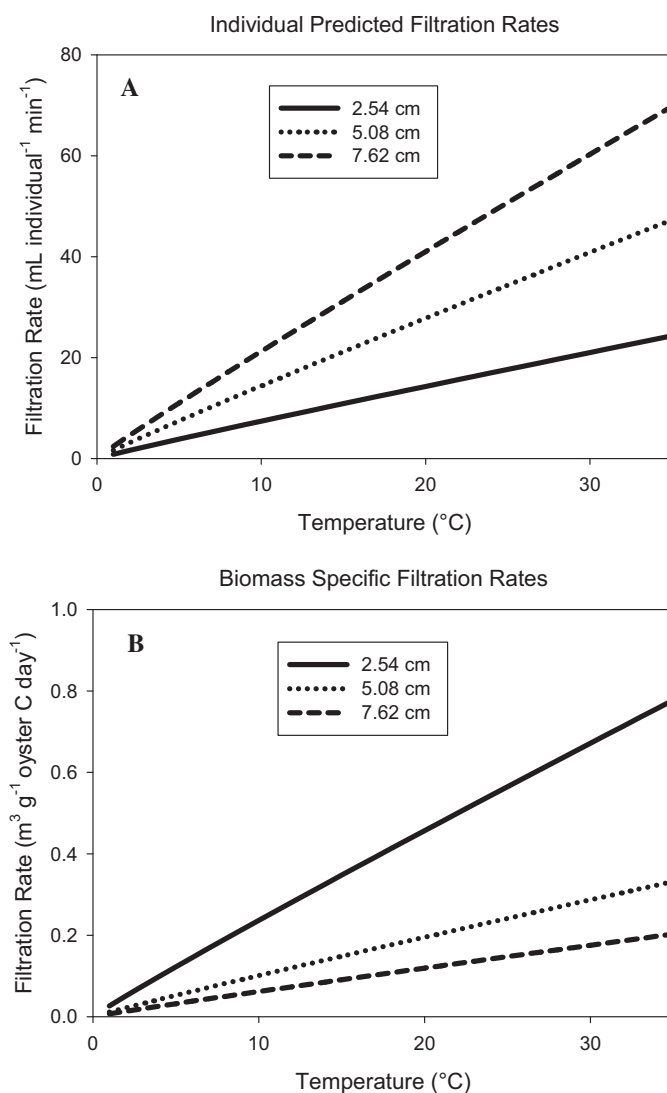 Individual Predicted Filtration Rates
A
2.54 cm
5.08 cm
7.62 cm
Filtration Rate (mL individual⁻¹ min⁻¹)
80
60
40
20
0
0 10 20 30
Temperature (°C)
Biomass Specific Filtration Rates
B
2.54 cm
5.08 cm
7.62 cm
Filtration Rate (m³ g⁻¹ oyster C day⁻¹)
1.0
0.8
0.6
0.4
0.2
0.0
0 10 20 30
Temperature (°C)